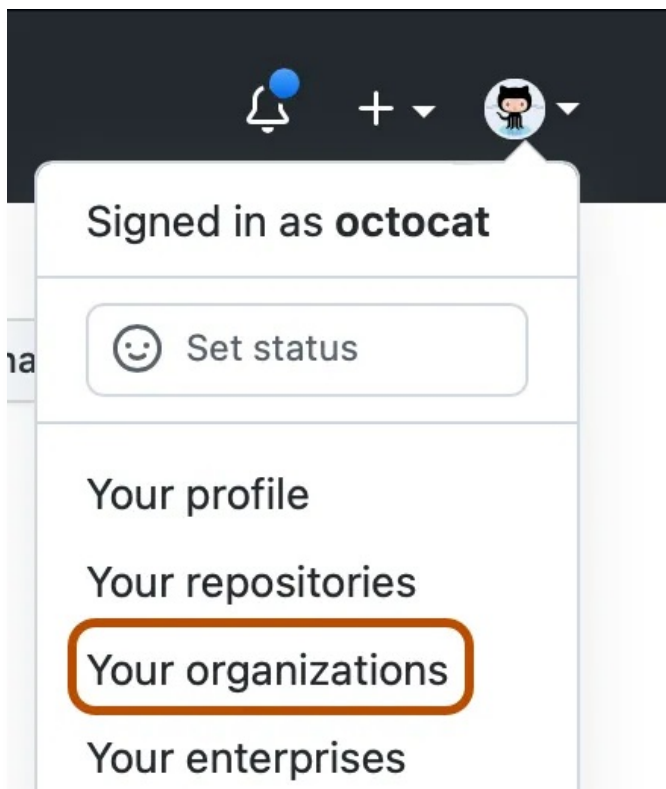 Signed in as octocat
Set status
Your profile
Your repositories
Your organizations
Your enterprises